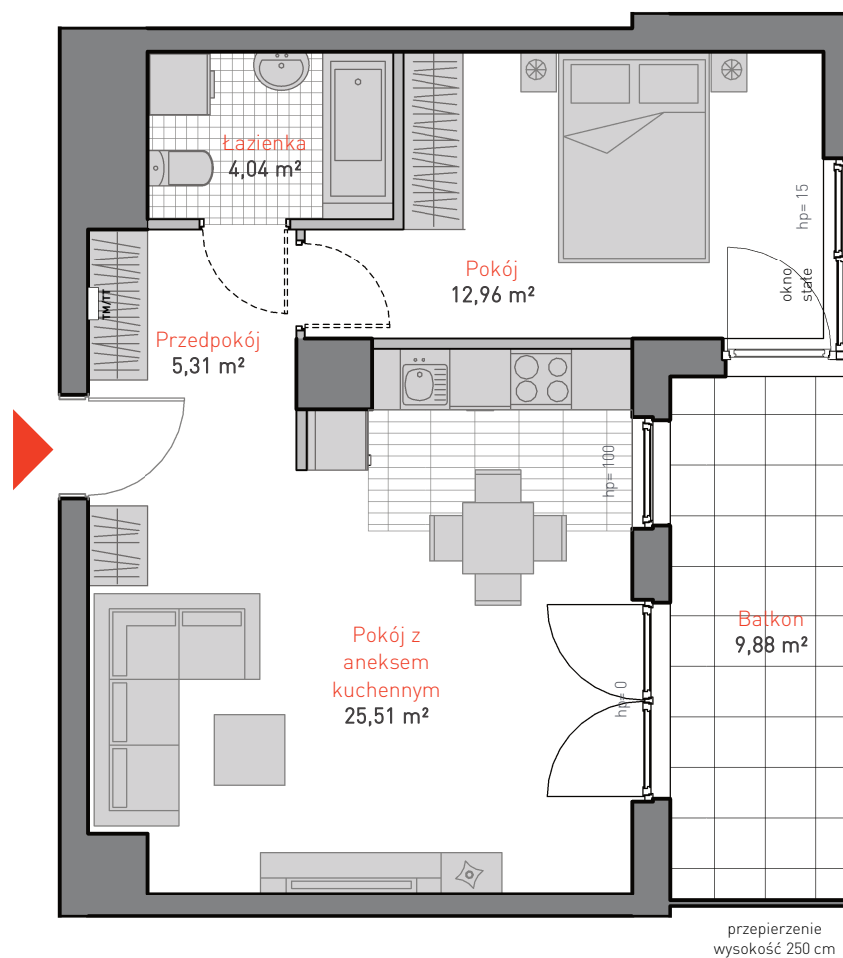 Łazienka
4,04 m²
hp= 15
okno
stałe
Pokój
12,96 m²
TM/TT
Przedpokój
5,31 m²
hp= 100
Balkon
9,88 m²
Pokój z
aneksem
kuchennym
25,51 m²
hp= 0
przepierzenie
wysokość 250 cm